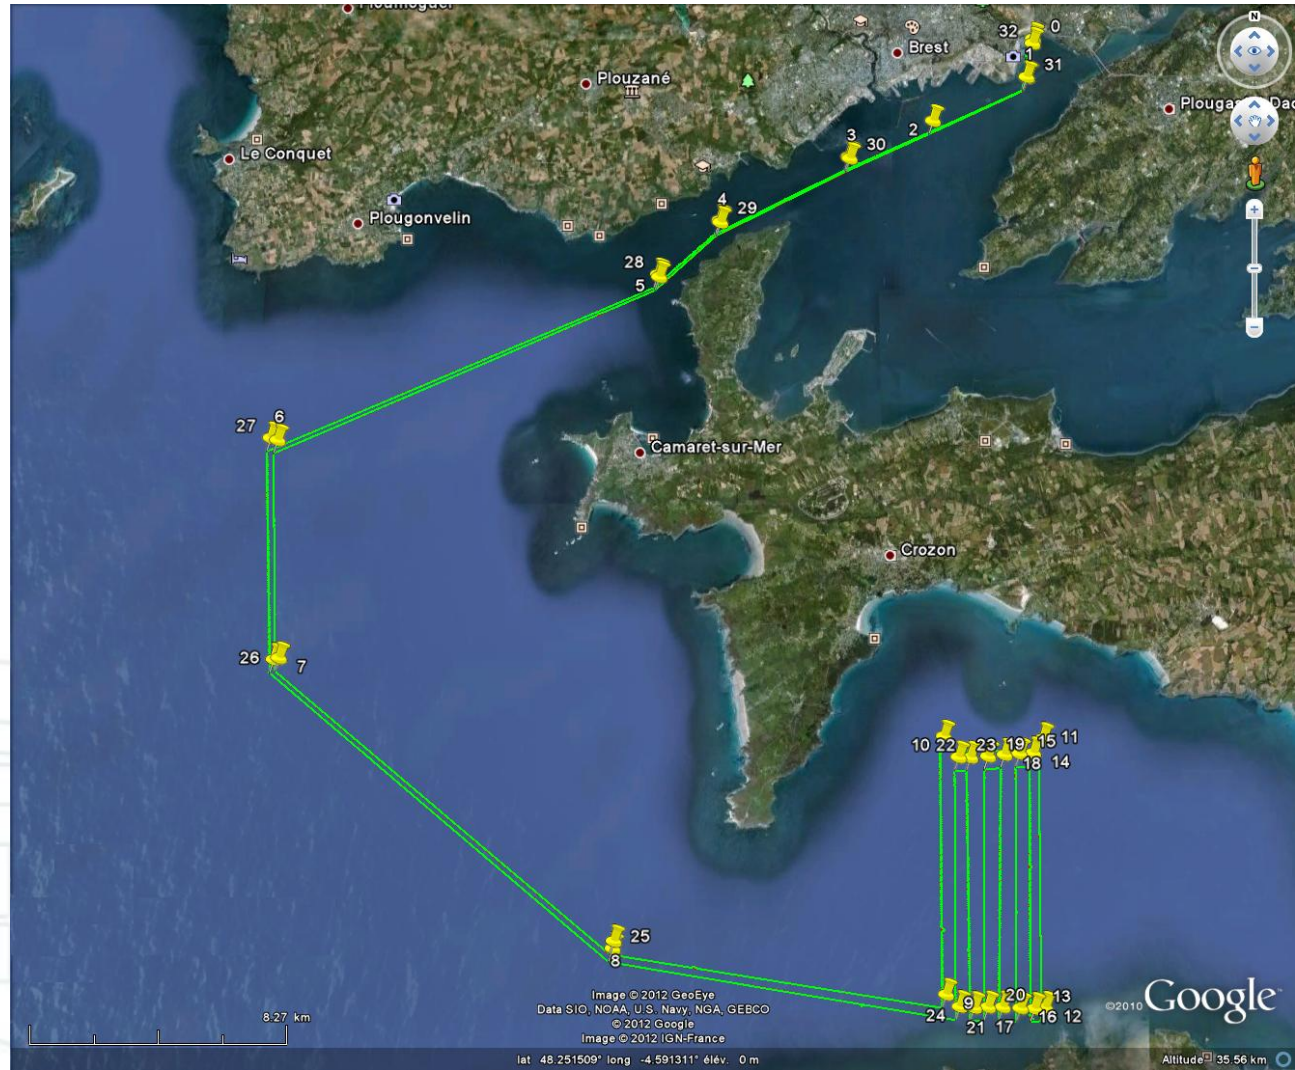 Ploumoguer
N
32 0
Brest
1
31
Plouzané
2
3
30
Le Conquet
4
29
Plougonvelin
28
5
27 6
Camaret-sur-Mer
Crozon
26 7
10 22 23 19 15 11
18 14
25
8
9 20 13
24 21 17 16 12
Image © 2012 GeoEye
Data SIO, NOAA, U.S. Navy, NGA, GEBCO
© 2012 Google
Image © 2012 IGN-France
©2010 Google
8.27 km
lat 48.251509° long -4.591311° élév. 0 m
Altitude 35.56 km